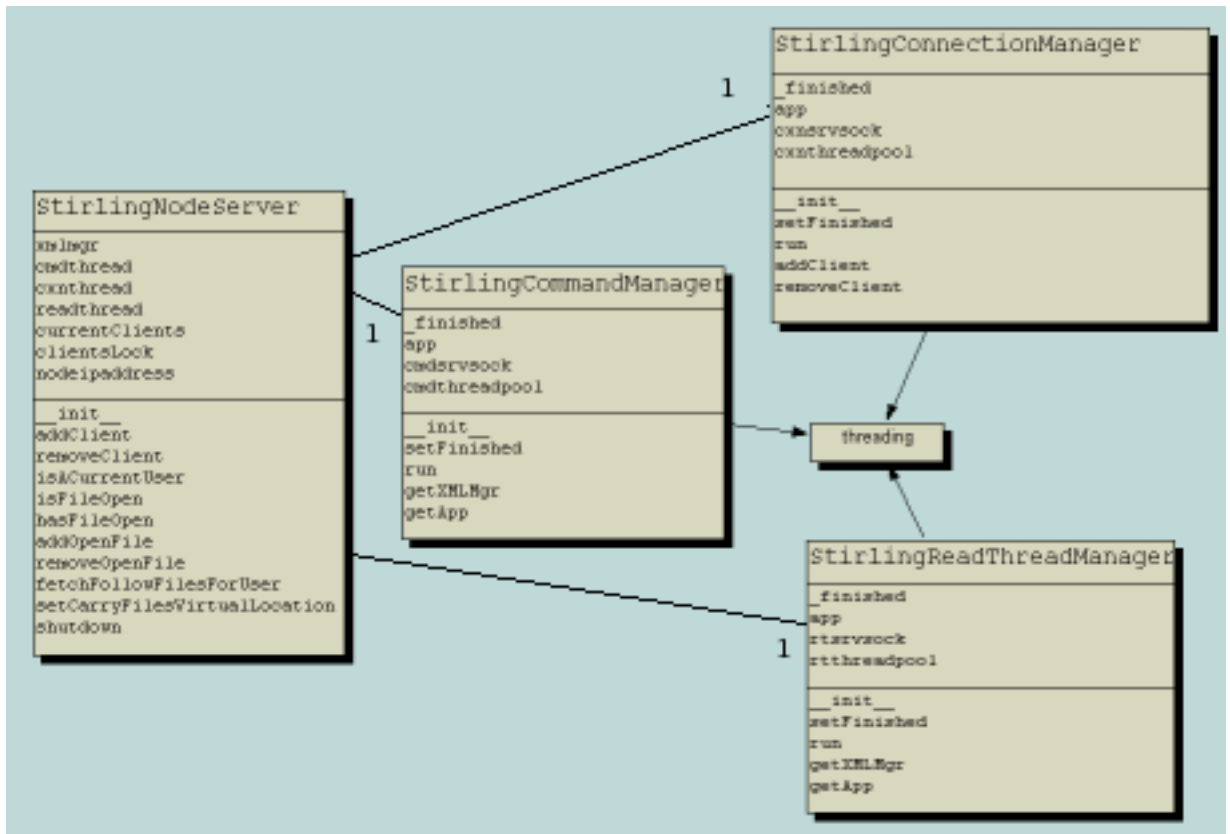 StirlingConnectionManager
_finished
app
cxnsrvsock
cxnthreadpool
__init__
setFinished
run
addClient
removeClient
1
StirlingNodeServer
xmlmgr
cmdthread
cxnthread
readthread
currentClients
clientsLock
nodeipaddress
__init__
addClient
removeClient
isACurrentUser
isFileOpen
hasFileOpen
addOpenFile
removeOpenFile
fetchFollowFilesForUser
setCarryFilesVirtualLocation
shutdown
1
StirlingCommandManager
_finished
app
cmdsrvsock
cmdthreadpool
__init__
setFinished
run
getXMLMgr
getApp
threading
1
StirlingReadThreadManager
_finished
app
rtsrvsock
rtthreadpool
__init__
setFinished
run
getXMLMgr
getApp